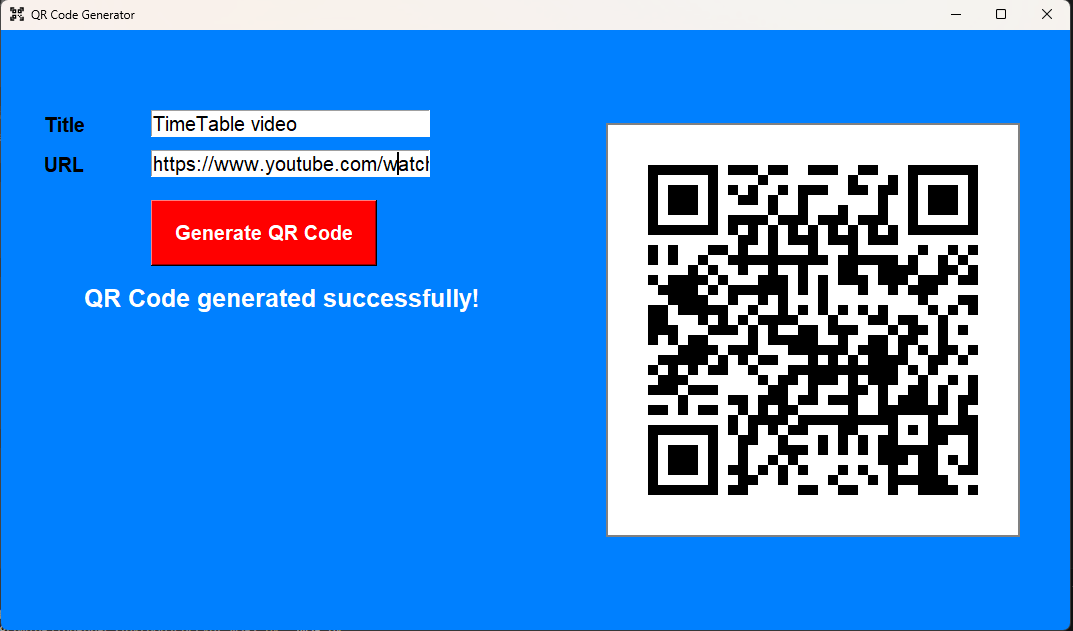 QR Code Generator
Title TimeTable video
URL https://www.youtube.com/watch
Generate QR Code
QR Code generated successfully!